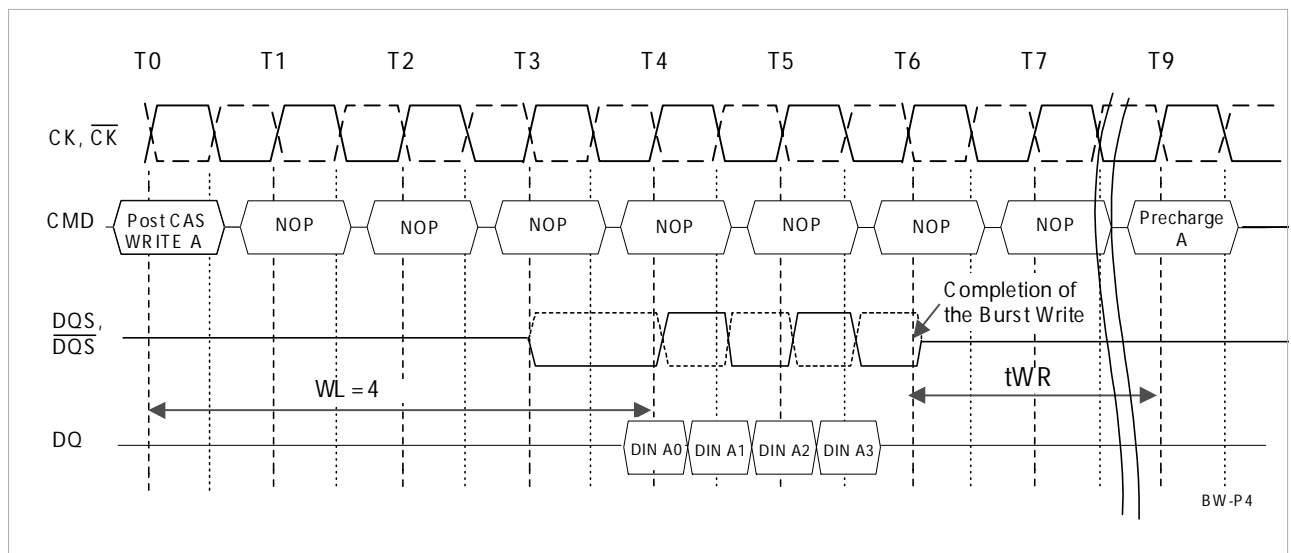 T0 T1 T2 T3 T4 T5 T6 T7 T9
CK, CK
CMD
Post CAS
WRITE A
NOP NOP NOP NOP NOP NOP NOP
Precharge
A
DQS,
DQS
Completion of
the Burst Write
WL = 4
tWR
DQ
DIN A0 DIN A1 DIN A2 DIN A3
BW-P4